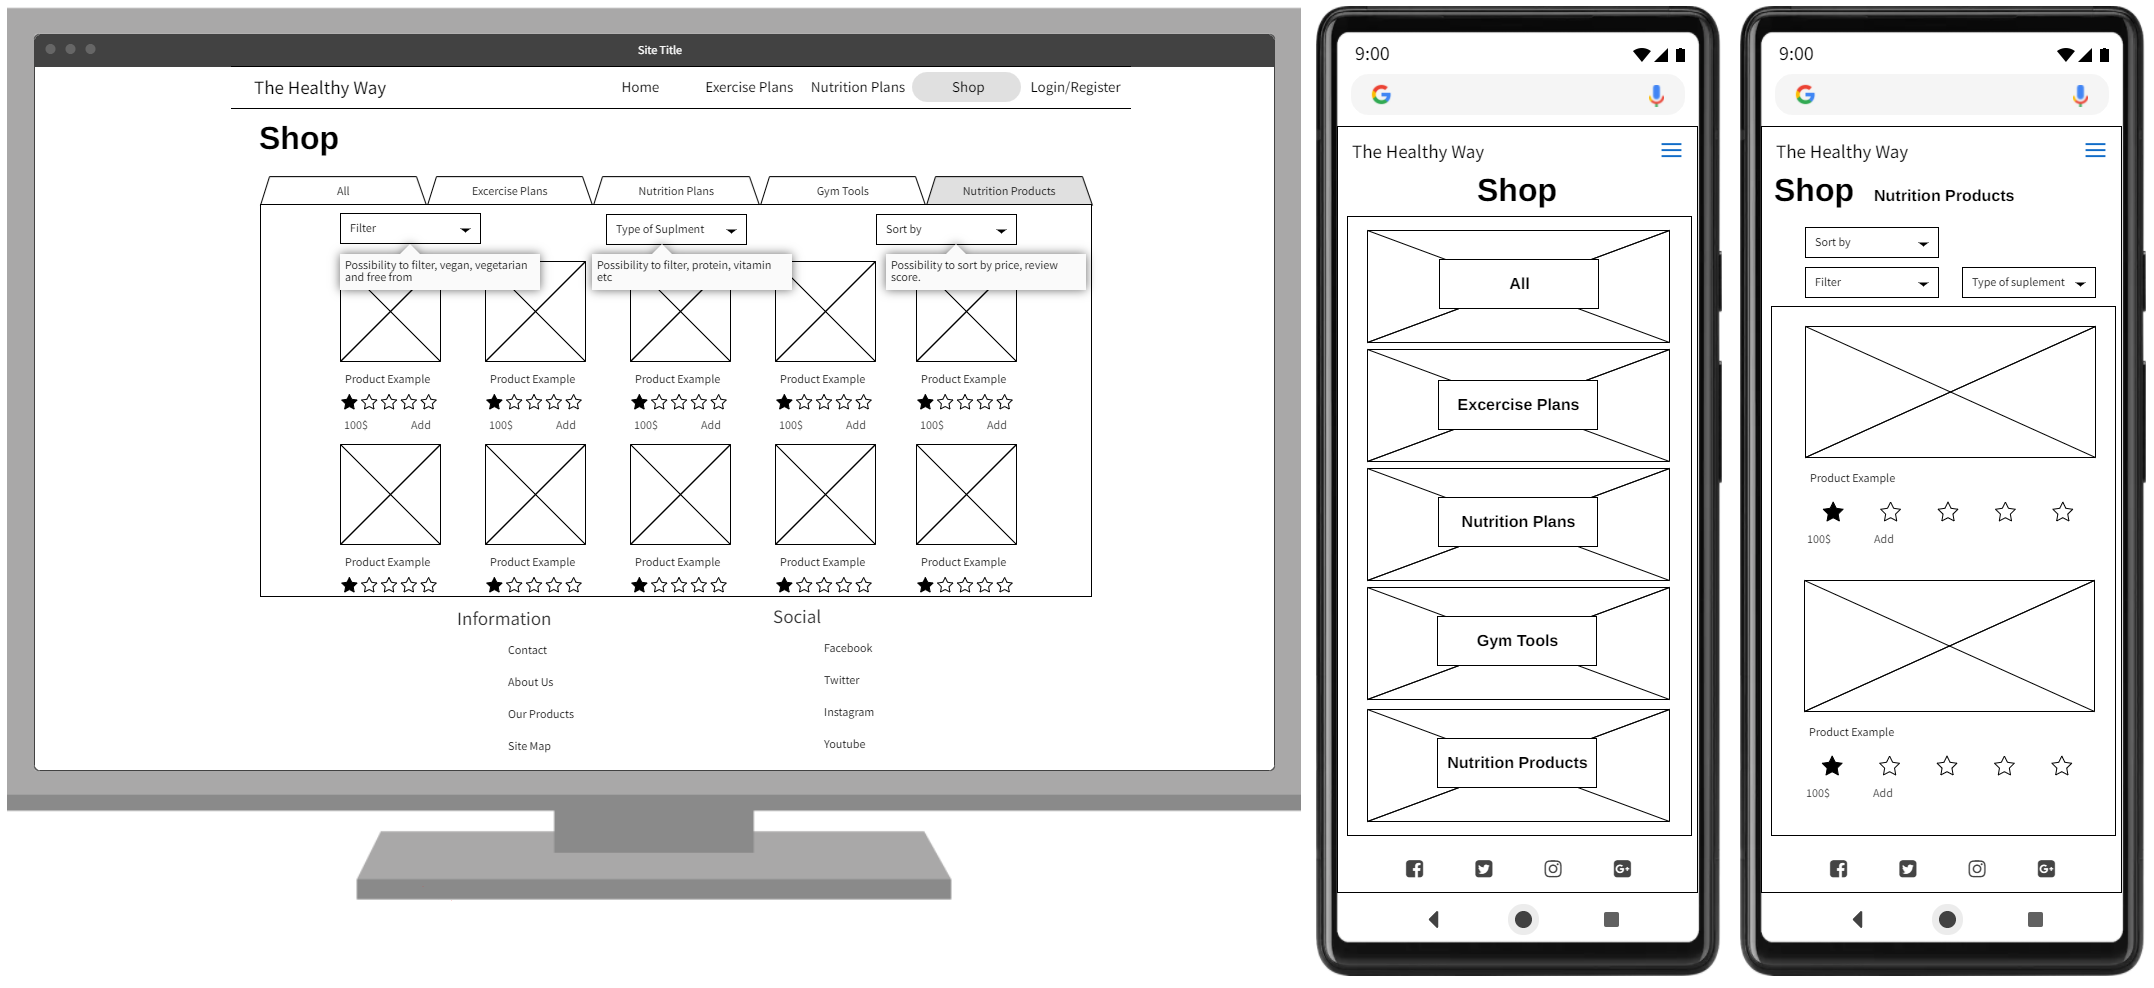 Site Title
The Healthy Way
Home
Exercise Plans
Nutrition Plans
Shop
Login/Register
Shop
All
Excercise Plans
Nutrition Plans
Gym Tools
Nutrition Products
Filter
Type of Suplment
Sort by
Possibility to filter, vegan, vegetarian
and free from
Possibility to filter, protein, vitamin
etc
Possibility to sort by price, review
score.
Product Example
Product Example
Product Example
Product Example
Product Example
100$ Add
100$ Add
100$ Add
100$ Add
100$ Add
Product Example
Product Example
Product Example
Product Example
Product Example
Information
Contact
About Us
Our Products
Site Map
Social
Facebook
Twitter
Instagram
Youtube
9:00
The Healthy Way
Shop
All
Excercise Plans
Nutrition Plans
Gym Tools
Nutrition Products
9:00
The Healthy Way
Shop Nutrition Products
Sort by
Filter
Type of suplement
Product Example
100$ Add
Product Example
100$ Add